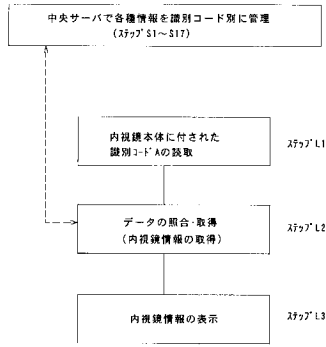 中央サーバで各種情報を識別コード別に管理
(ステップS1〜S17)
内視鏡本体に付された
識別コードAの読取
ステップL1
データの照合・取得
(内視鏡情報の取得)
ステップL2
内視鏡情報の表示
ステップL3